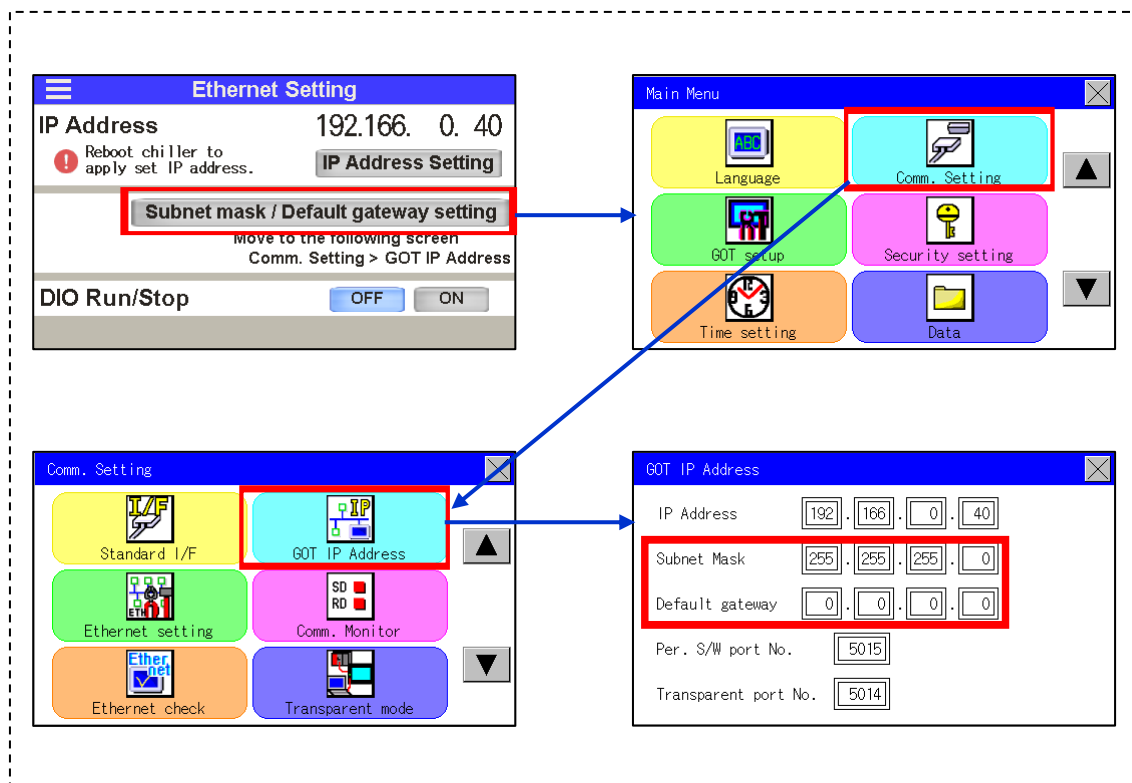 Ethernet Setting
IP Address 192.166. 0. 40
Reboot chiller to
apply set IP address.
IP Address Setting
Subnet mask / Default gateway setting
Move to the following screen
Comm. Setting > GOT IP Address
DIO Run/Stop OFF ON
Main Menu
ABC
Language
Comm. Setting
GOT setup
Security setting
Time setting
Data
Comm. Setting
I/F
Standard I/F
IP
GOT IP Address
ETH
Ethernet setting
SD
RD
Comm. Monitor
Ether
net
Ethernet check
Transparent mode
GOT IP Address
IP Address 192 . 166 . 0 . 40
Subnet Mask 255 . 255 . 255 . 0
Default gateway 0 . 0 . 0 . 0
Per. S/W port No. 5015
Transparent port No. 5014